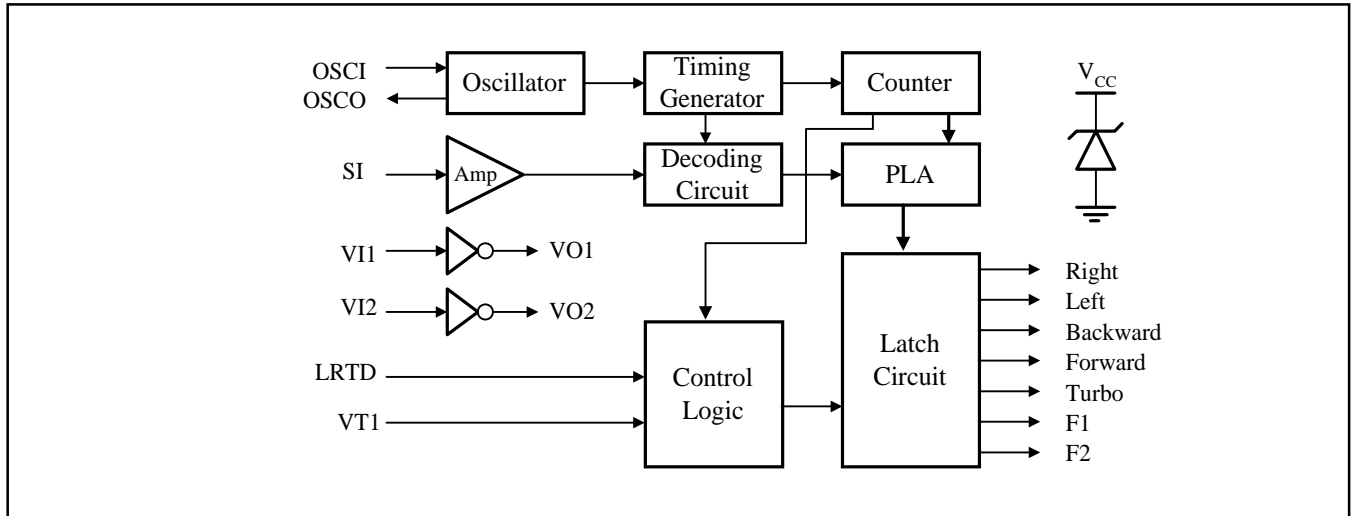 OSCI
OSCO
Oscillator
Timing
Generator
Counter
VCC
SI
Amp
Decoding
Circuit
PLA
VI1
VO1
VI2
VO2
LRTD
VT1
Control
Logic
Latch
Circuit
Right
Left
Backward
Forward
Turbo
F1
F2